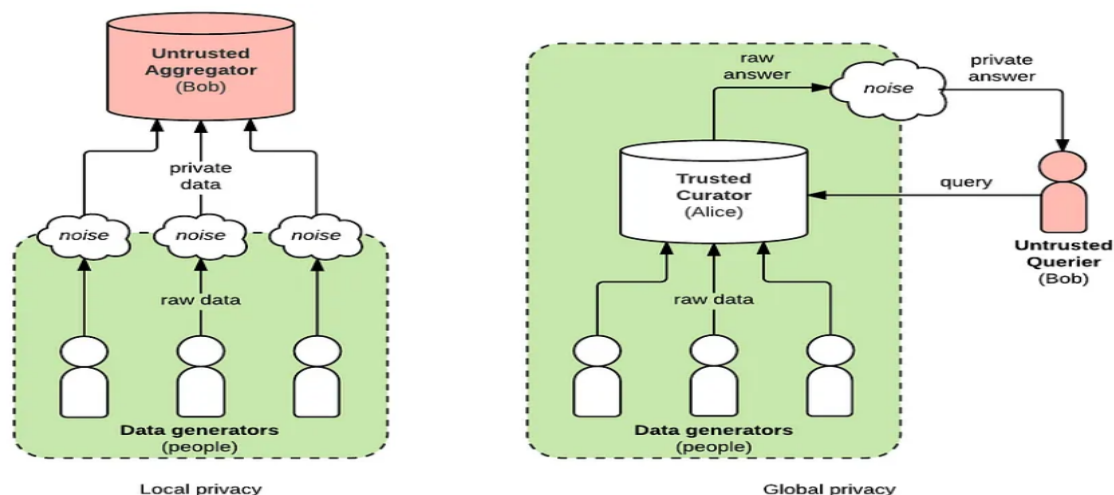 Untrusted
Aggregator
(Bob)
private
data
noise
noise
noise
raw data
Data generators
(people)
Local privacy
raw
answer
noise
private
answer
Trusted
Curator
(Alice)
query
Untrusted
Querier
(Bob)
raw data
Data generators
(people)
Global privacy